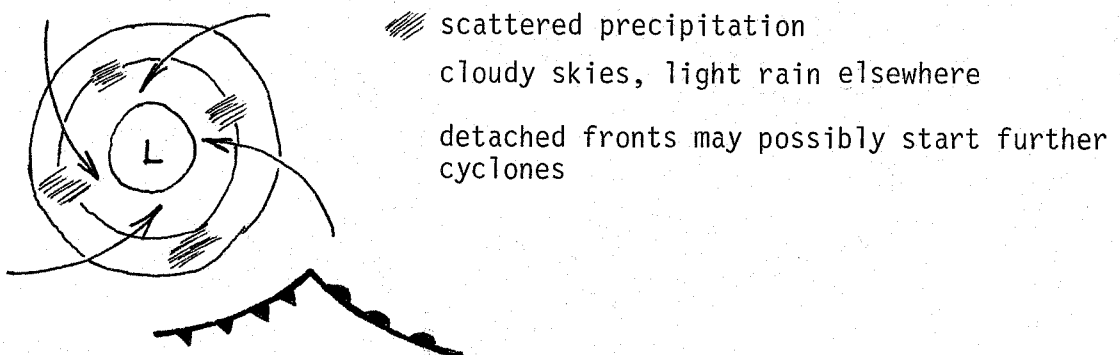 scattered precipitation
cloudy skies, light rain elsewhere
detached fronts may possibly start further
cyclones
L